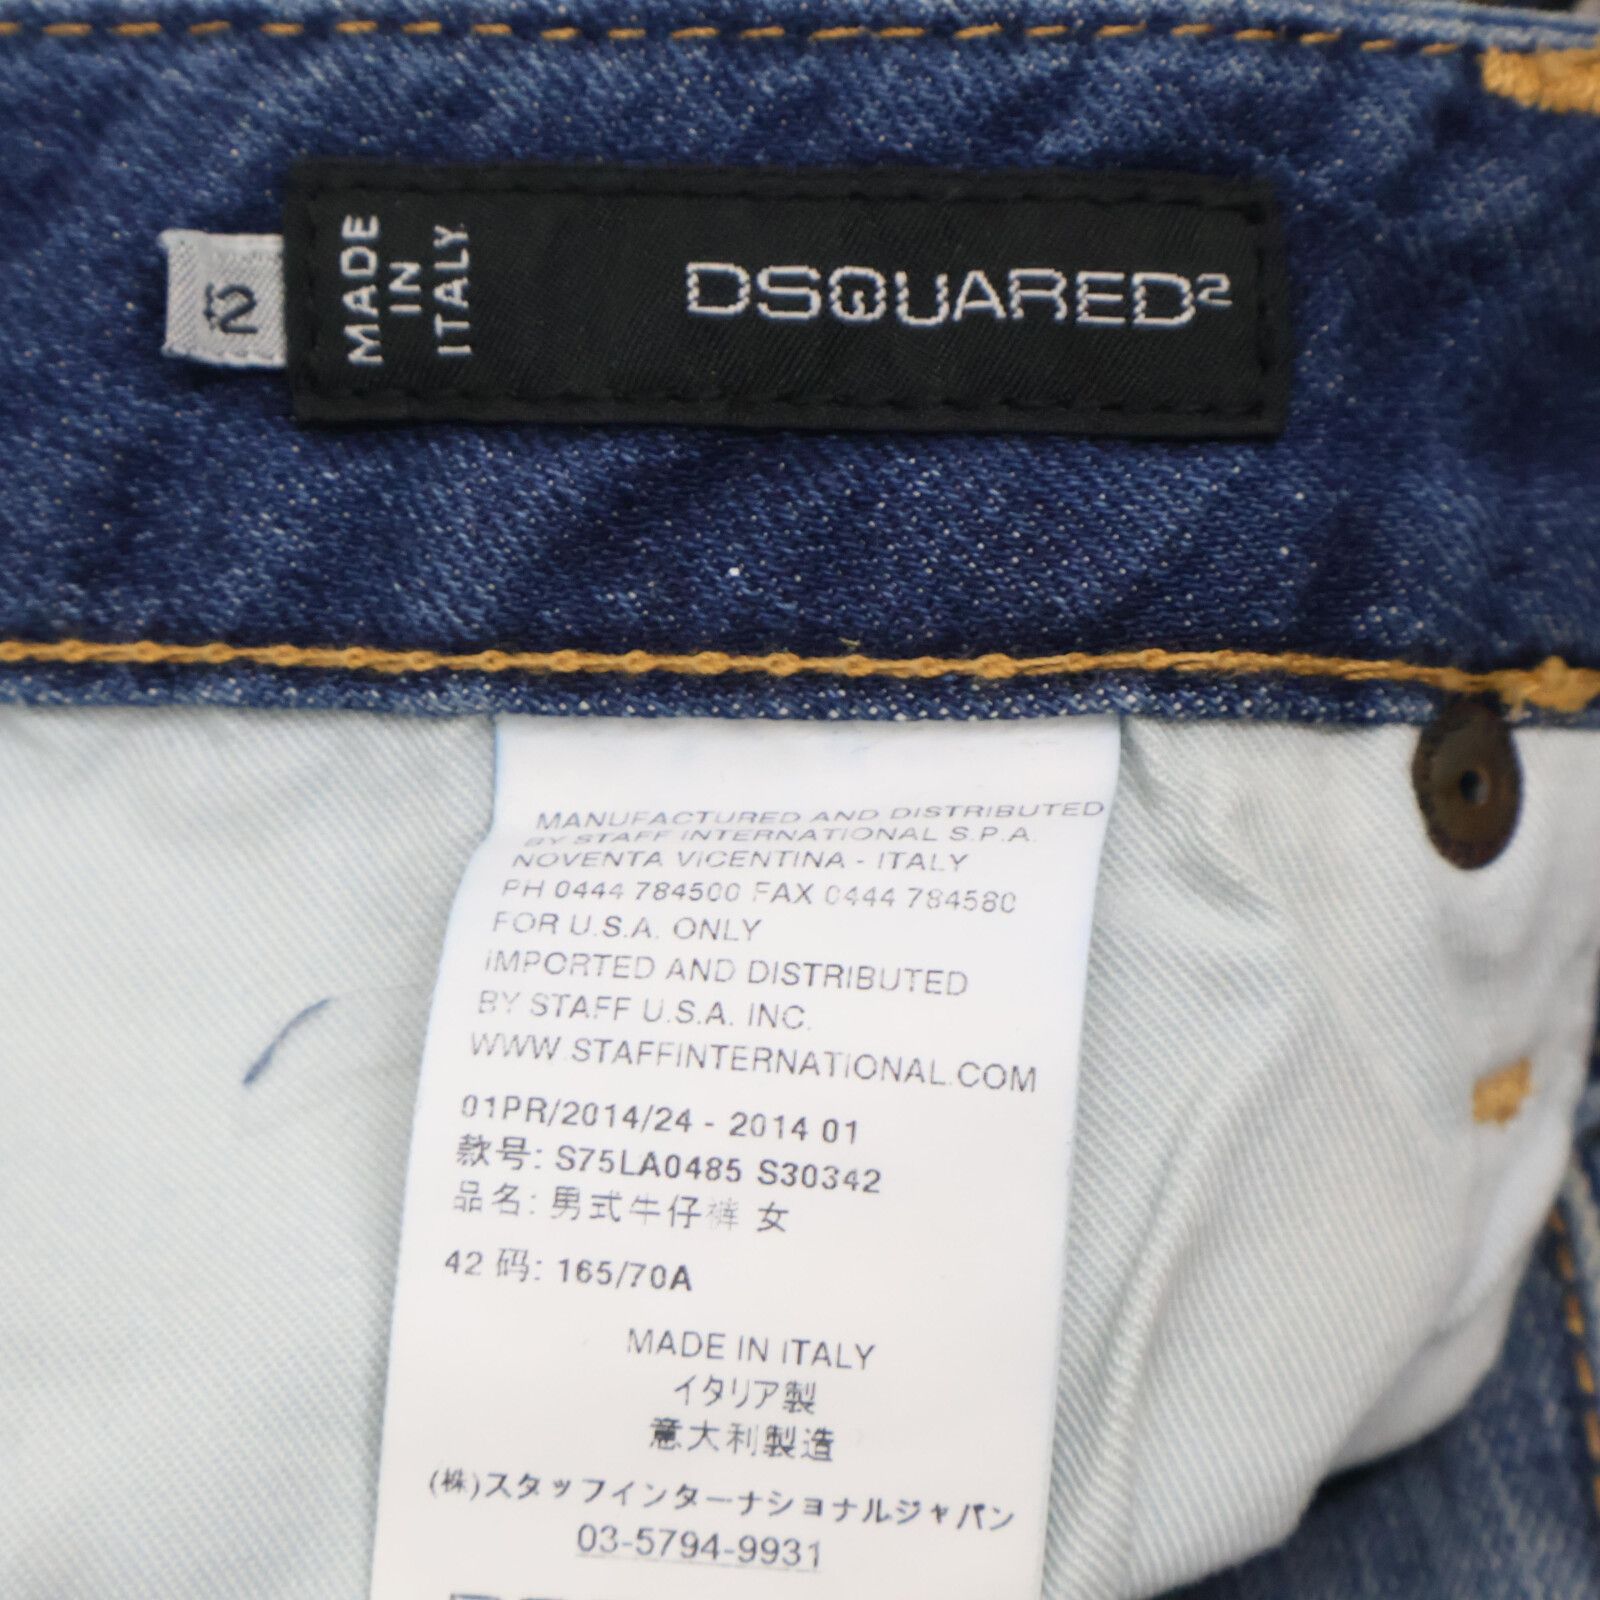 42
MADE
IN
ITALY
DSQUARED2
MANUFACTURED AND DISTRIBUTED
BY STAFF INTERNATIONAL S.P.A.
NOVENTA VICENTINA - ITALY
PH 0444 784500 FAX 0444 784580
FOR U.S.A. ONLY
IMPORTED AND DISTRIBUTED
BY STAFF U.S.A. INC.
WWW.STAFFINTERNATIONAL.COM
01PR/2014/24 - 2014 01
款号: S75LA0485 S30342
品名: 男式牛仔裤 女
42 码: 165/70A
MADE IN ITALY
イタリア製
意大利製造
(株)スタッフインターナショナルジャパン
03-5794-9931